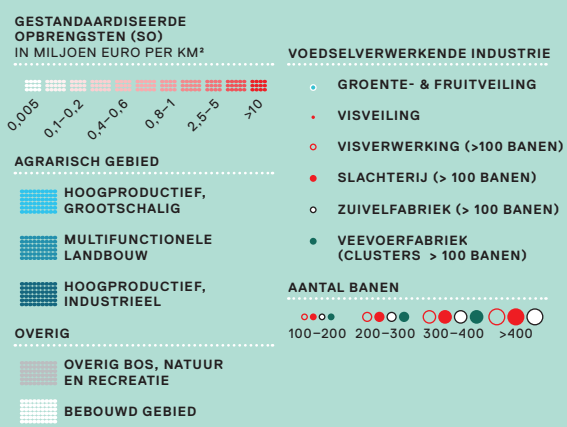 GESTANDAARDISEERDE
OPBRENGSTEN (SO)
IN MILJOEN EURO PER KM²
0,005
0,1–0,2
0,4–0,6
0,8–1
2,5–5
>10
AGRARISCH GEBIED
HOOGPRODUCTIEF,
GROOTSCHALIG
MULTIFUNCTIONELE
LANDBOUW
HOOGPRODUCTIEF,
INDUSTRIEEL
OVERIG
OVERIG BOS, NATUUR
EN RECREATIE
BEBOUWD GEBIED
VOEDSELVERWERKENDE INDUSTRIE
GROENTE- & FRUITVEILING
VISVEILING
VISVERWERKING (>100 BANEN)
SLACHTERIJ (> 100 BANEN)
ZUIVELFABRIEK (> 100 BANEN)
VEEVOERFABRIEK
(CLUSTERS > 100 BANEN)
AANTAL BANEN
100–200 200–300 300–400 >400